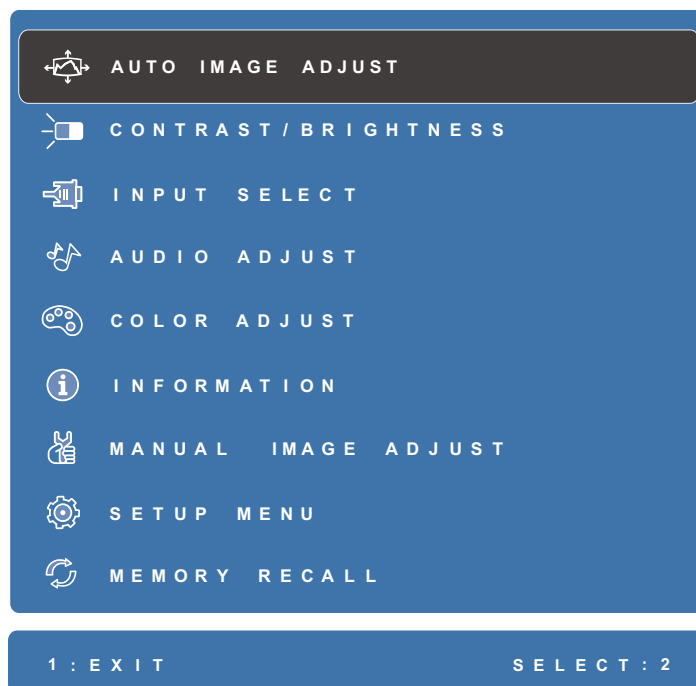 AUTO IMAGE ADJUST
CONTRAST/BRIGHTNESS
INPUT SELECT
AUDIO ADJUST
COLOR ADJUST
INFORMATION
MANUAL IMAGE ADJUST
SETUP MENU
MEMORY RECALL
1:EXIT SELECT:2